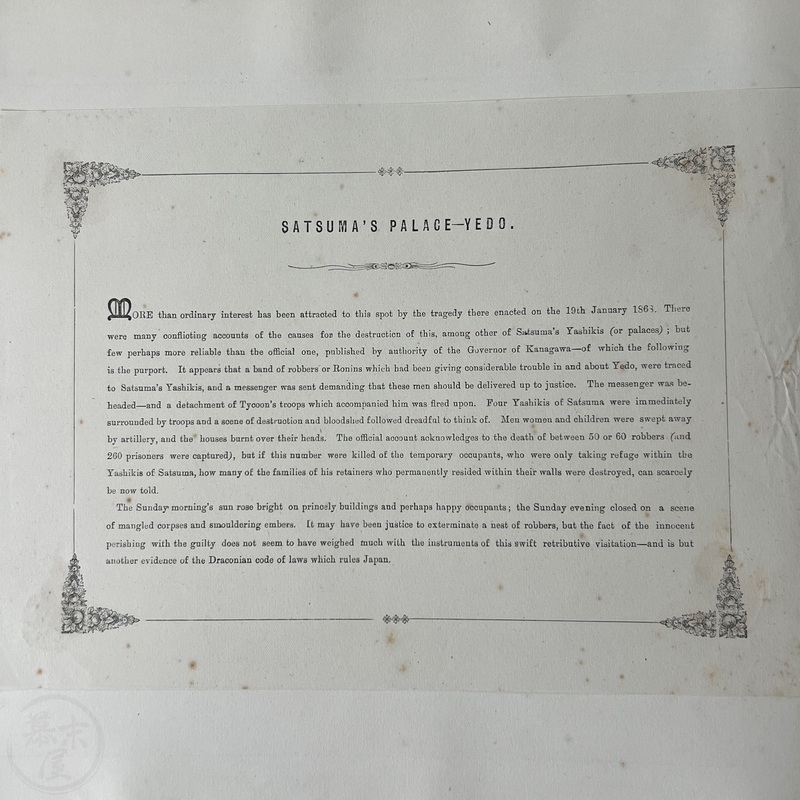 SATSUMA'S PALACE—YEDO.
MORE than ordinary interest has been attracted to this spot by the tragedy there enacted on the 19th January 1868. There
were many conflicting accounts of the causes for the destruction of this, among other of Satsuma's Yashikis (or palaces) ; but
few perhaps more reliable than the official one, published by authority of the Governor of Kanagawa—of which the following
is the purport. It appears that a band of robbers or Ronins which had been giving considerable trouble in and about Yedo, were traced
to Satsuma's Yashikis, and a messenger was sent demanding that these men should be delivered up to justice. The messenger was be-
headed—and a detachment of Tycoon's troops which accompanied him was fired upon. Four Yashikis of Satsuma were immediately
surrounded by troops and a scene of destruction and bloodshed followed dreadful to think of. Men women and children were swept away
by artillery, and the houses burnt over their heads. The official account acknowledges to the death of between 50 or 60 robbers (and
260 prisoners were captured), but if this number were killed of the temporary occupants, who were only taking refuge within the
Yashikis of Satsuma, how many of the families of his retainers who permanently resided within their walls were destroyed, can scarcely
be now told.
The Sunday morning's sun rose bright on princely buildings and perhaps happy occupants ; the Sunday evening closed on a scene
of mangled corpses and smouldering embers. It may have been justice to exterminate a nest of robbers, but the fact of the innocent
perishing with the guilty does not seem to have weighed much with the instruments of this swift retributive visitation—and is but
another evidence of the Draconian code of laws which rules Japan.
幕末屋